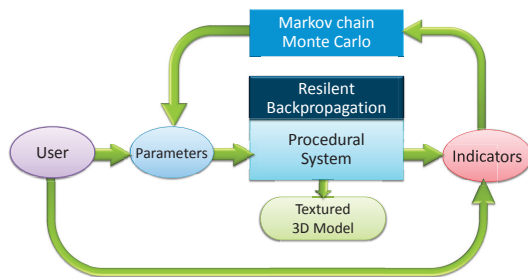 Markov chain
Monte Carlo
Resilent
Backpropagation
User
Parameters
Procedural
System
Indicators
Textured
3D Model